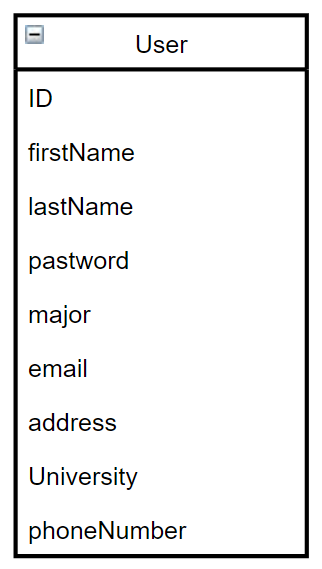 User
ID
firstName
lastName
pastword
major
email
address
University
phoneNumber